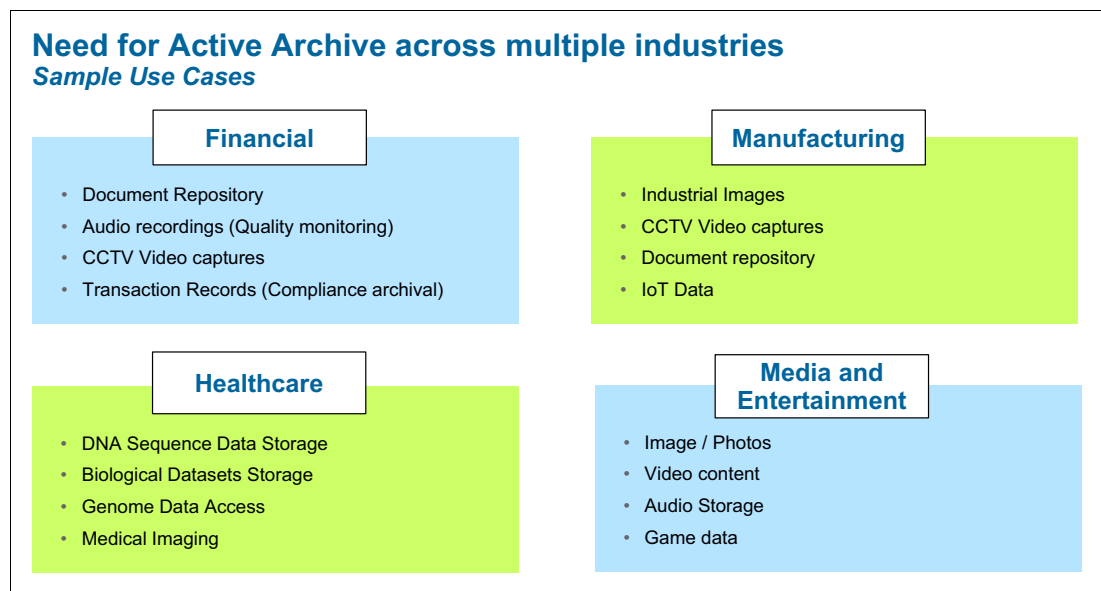 Need for Active Archive across multiple industries
Sample Use Cases
Financial
• Document Repository
• Audio recordings (Quality monitoring)
• CCTV Video captures
• Transaction Records (Compliance archival)
Manufacturing
• Industrial Images
• CCTV Video captures
• Document repository
• IoT Data
Healthcare
• DNA Sequence Data Storage
• Biological Datasets Storage
• Genome Data Access
• Medical Imaging
Media and
Entertainment
• Image / Photos
• Video content
• Audio Storage
• Game data